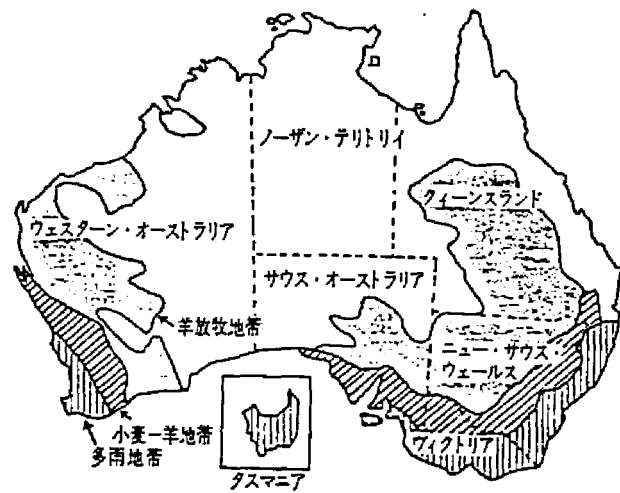 ノーザン・テリトリイ
クィーンスランド
ウェスターン・オーストラリア
サウス・オーストラリア
羊放牧地帯
ニュー・サウス・
ウェールス
小麦ー羊地帯
多雨地帯
ヴィクトリア
タスマニア